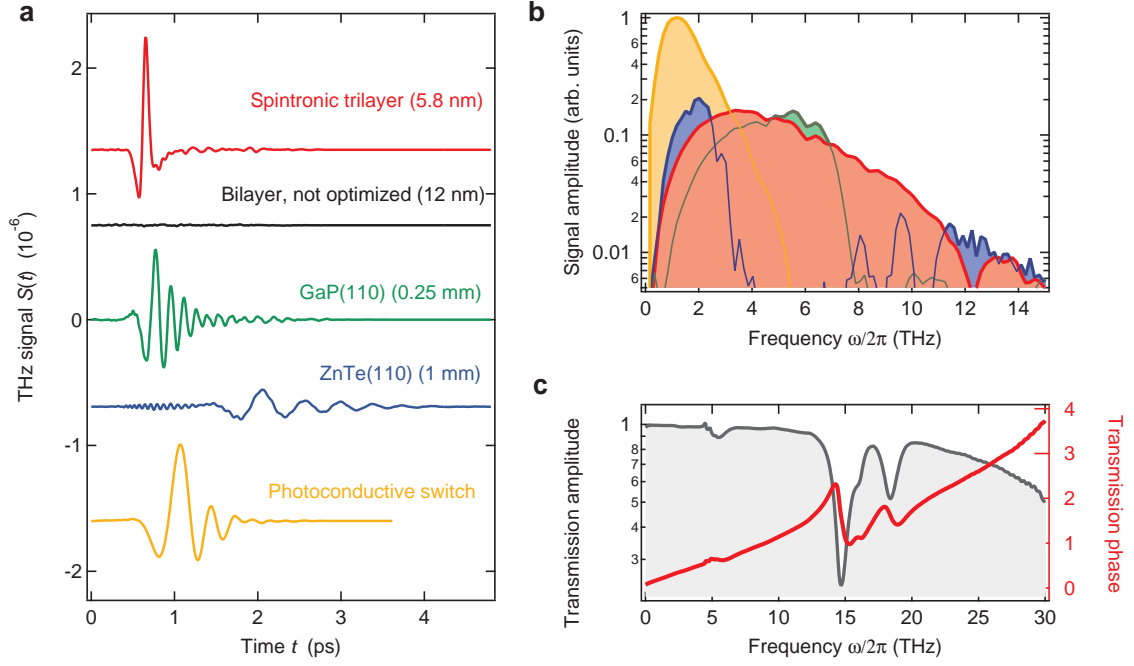 a
THz signal S(t) (10⁻⁶)
2
1
0
-1
-2
Spintronic trilayer (5.8 nm)
Bilayer, not optimized (12 nm)
GaP(110) (0.25 mm)
ZnTe(110) (1 mm)
Photoconductive switch
0 1 2 3 4
Time t (ps)
b
Signal amplitude (arb. units)
1
6
4
2
0.1
6
4
2
0.01
6
0 2 4 6 8 10 12 14
Frequency ω/2π (THz)
c
Transmission amplitude
1
8
7
6
5
4
3
Transmission phase
4
3
2
1
0
0 5 10 15 20 25 30
Frequency ω/2π (THz)